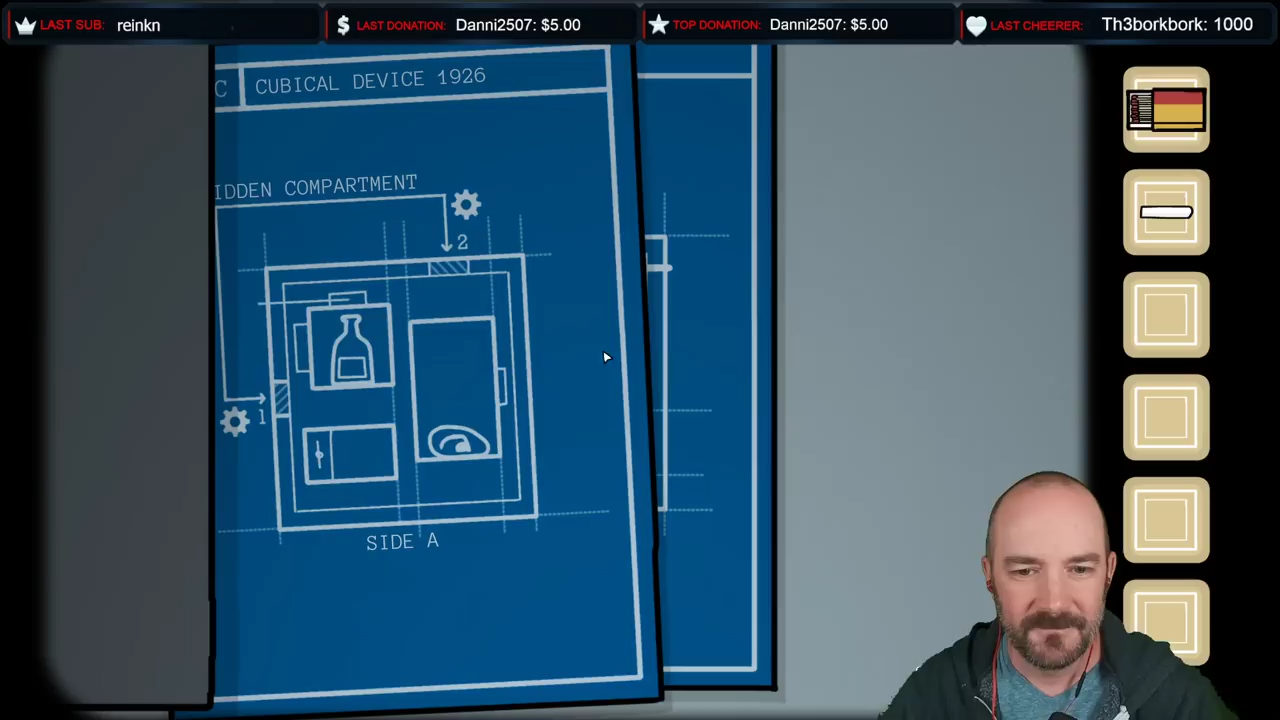 LAST SUB: reinkn
LAST DONATION: Danni2507: $5.00
TOP DONATION: Danni2507: $5.00
LAST CHEERER: Th3borkbork: 1000
C
CUBICAL DEVICE 1926
IDDEN COMPARTMENT
2
1
SIDE A